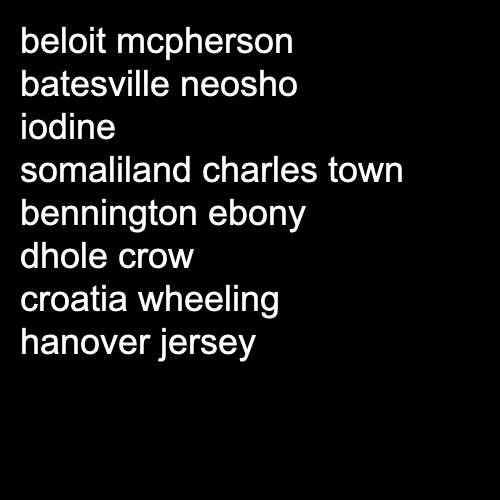 beloit mcpherson
batesville neosho
iodine
somaliland charles town
bennington ebony
dhole crow
croatia wheeling
hanover jersey